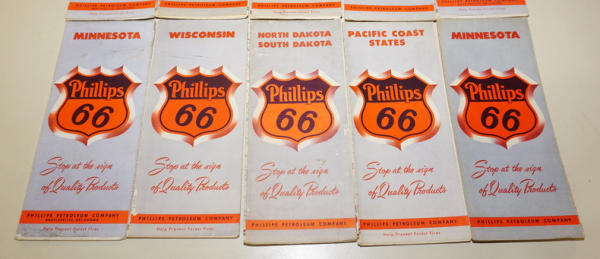 PHILLIPS PETROLEUM COMPANY
PHILLIPS PETROLEUM COMPANY
PHILLIPS PETROLEUM COMPANY
PHILLIPS PETROLEUM COMPANY
MINNESOTA
Phillips
66
Stop at the sign
of Quality Products
PHILLIPS PETROLEUM COMPANY
BARTLESVILLE, OKLAHOMA
Help Prevent Forest Fires
WISCONSIN
Phillips
66
Stop at the sign
of Quality Products
PHILLIPS PETROLEUM COMPANY
Help Prevent Forest Fires
NORTH DAKOTA
SOUTH DAKOTA
Phillips
66
Stop at the sign
of Quality Products
PHILLIPS PETROLEUM COMPANY
PACIFIC COAST
STATES
Phillips
66
Stop at the sign
of Quality Products
PHILLIPS PETROLEUM COMPANY
Help Prevent Forest Fires
MINNESOTA
Phillips
66
Stop at the sign
of Quality Products
PHILLIPS PETROLEUM COMPANY
Help Prevent Forest Fires